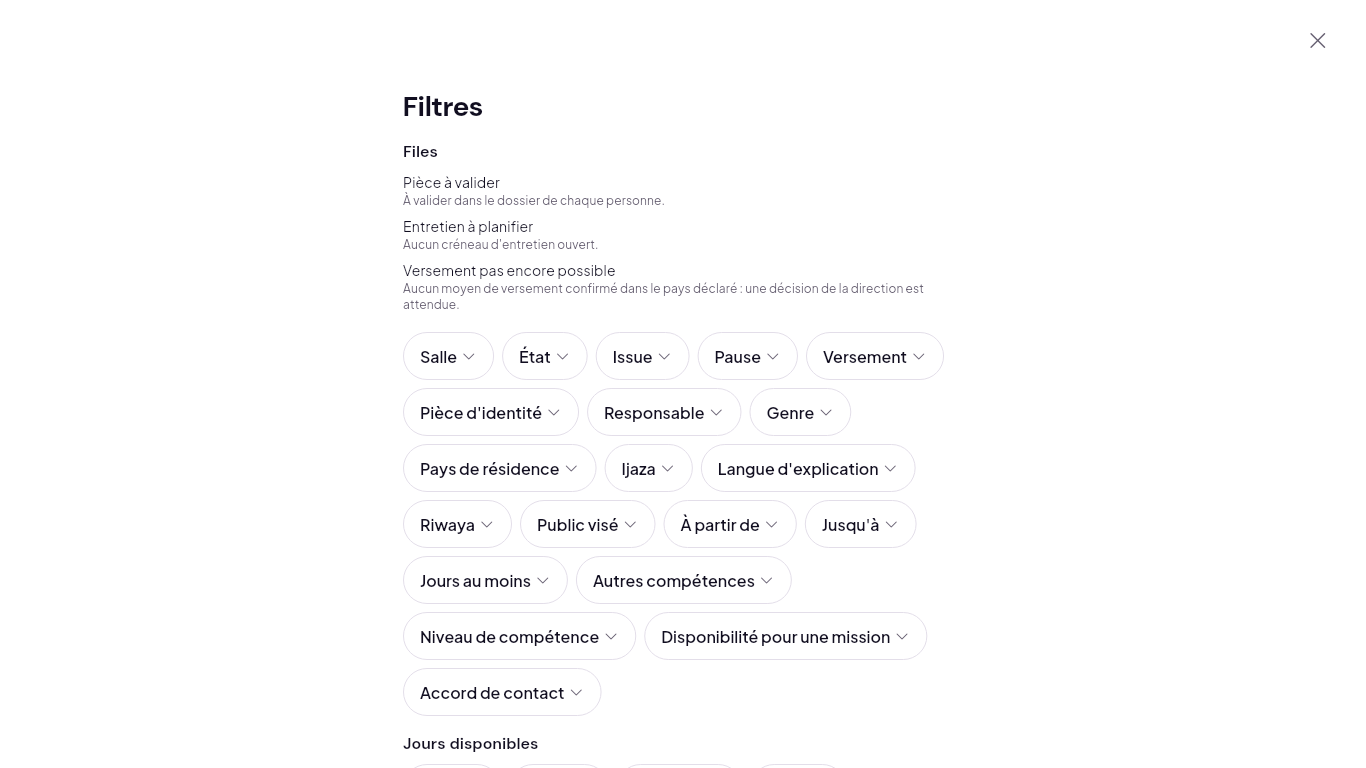 Filtres
Files
Pièce à valider
À valider dans le dossier de chaque personne.
Entretien à planifier
Aucun créneau d'entretien ouvert.
Versement pas encore possible
Aucun moyen de versement confirmé dans le pays déclaré : une décision de la direction est
attendue.
Salle État Issue Pause Versement
Pièce d'identité Responsable Genre
Pays de résidence Ijaza Langue d'explication
Riwaya Public visé À partir de Jusqu'à
Jours au moins Autres compétences
Niveau de compétence Disponibilité pour une mission
Accord de contact
Jours disponibles